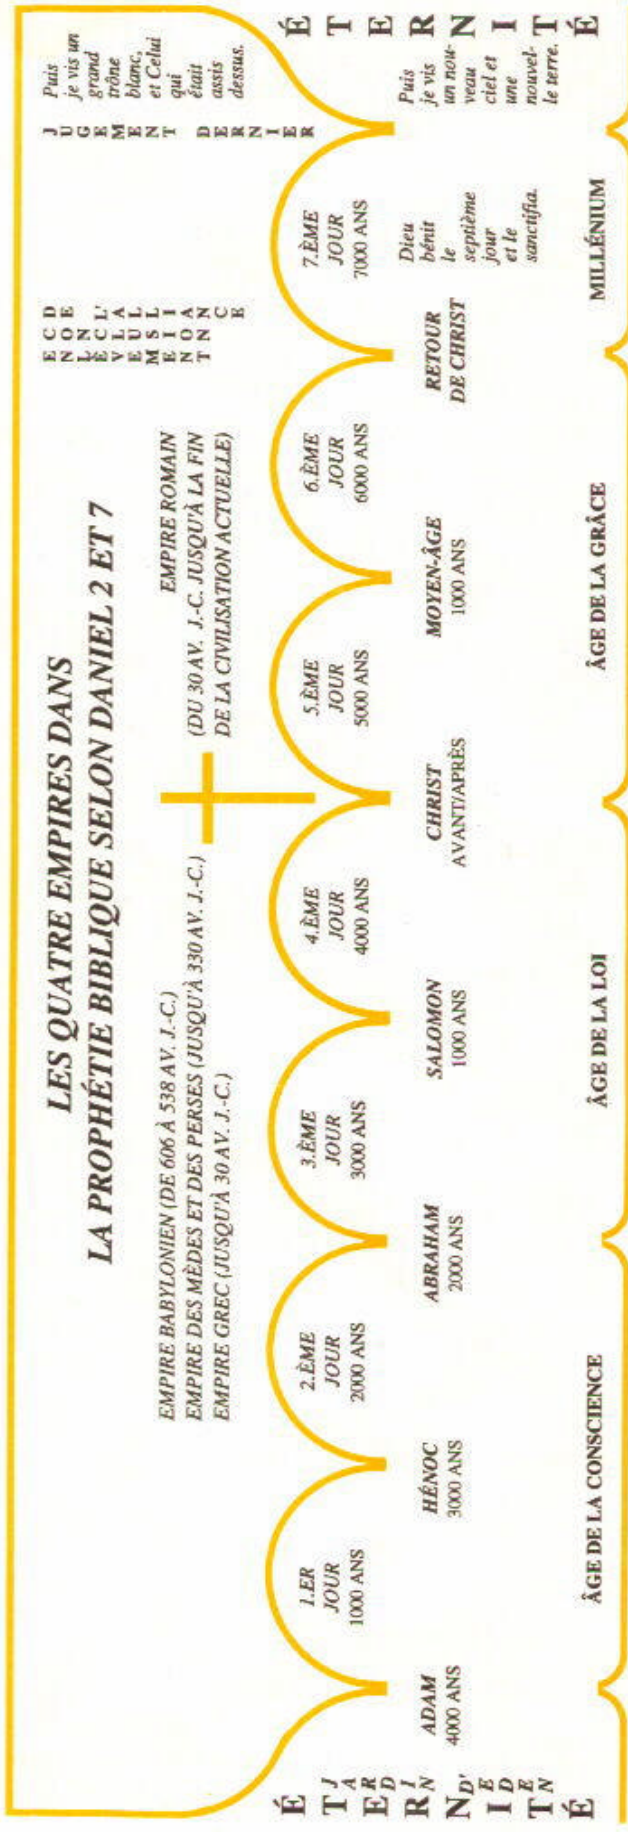 LES QUATRE EMPIRES DANS
LA PROPHÉTIE BIBLIQUE SELON DANIEL 2 ET 7
EMPIRE BABYLONIEN (DE 606 À 538 AV. J.-C.)
EMPIRE DES MÈDES ET DES PERSES (JUSQU'À 330 AV. J.-C.)
EMPIRE GREC (JUSQU'À 30 AV. J.-C.)
EMPIRE ROMAIN
(DU 30 AV. J.-C. JUSQU'À LA FIN
DE LA CIVILISATION ACTUELLE)
ENLÈVEMENT
CONCLUSION
DE L'ALLIANCE
JUGEMENT DERNIER
Puis
je vis un
grand
trône
blanc,
et Celui
qui
était
assis
dessus.
ÉTERNITÉ
JARDIN
D'EDEN
1.ER
JOUR
1000 ANS
2.ÈME
JOUR
2000 ANS
3.ÈME
JOUR
3000 ANS
4.ÈME
JOUR
4000 ANS
5.ÈME
JOUR
5000 ANS
6.ÈME
JOUR
6000 ANS
7.ÈME
JOUR
7000 ANS
ÉTERNITÉ
ADAM
4000 ANS
HÉNOC
3000 ANS
ABRAHAM
2000 ANS
SALOMON
1000 ANS
CHRIST
AVANT/APRÈS
MOYEN-ÂGE
1000 ANS
RETOUR
DE CHRIST
Dieu
bénit
le
septième
jour
et le
sanctifia.
Puis
je vis
un nou-
veau
ciel et
une
nouvel-
le terre.
ÂGE DE LA CONSCIENCE
ÂGE DE LA LOI
ÂGE DE LA GRÂCE
MILLÉNIUM